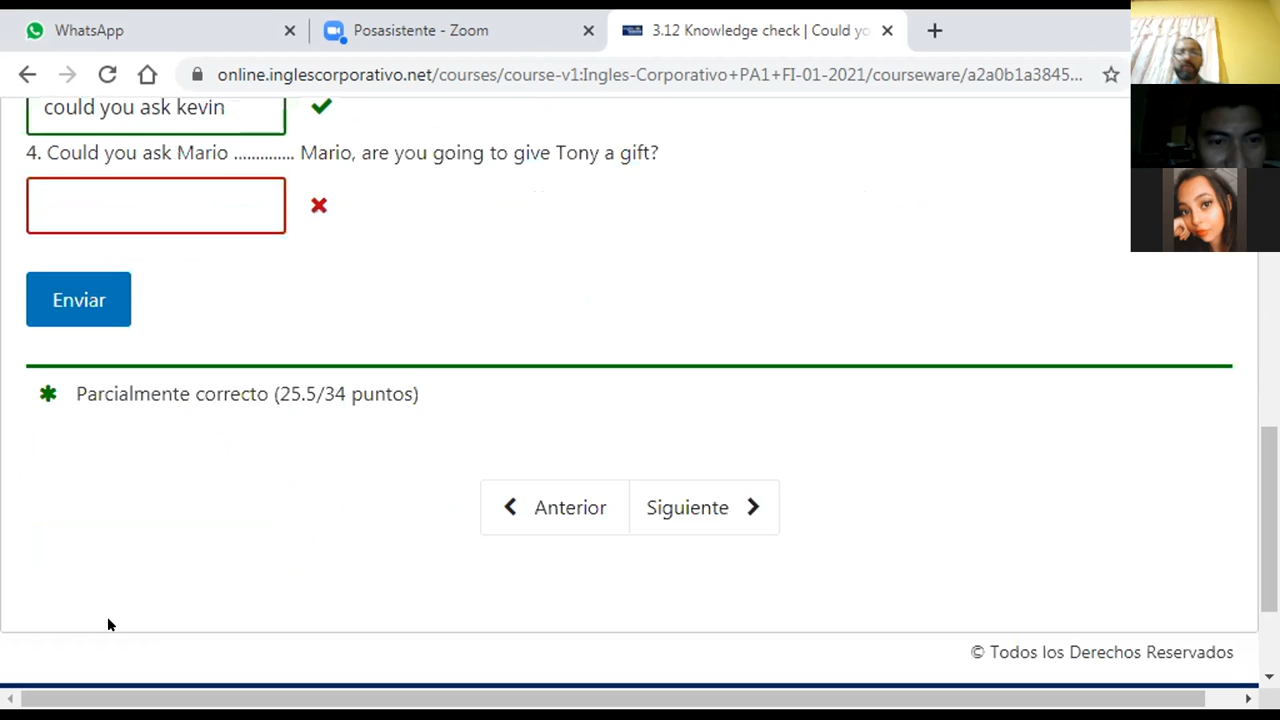 WhatsApp
Posasistente - Zoom
3.12 Knowledge check | Could yo
online.inglescorporativo.net/courses/course-v1:Ingles-Corporativo+PA1+FI-01-2021/courseware/a2a0b1a3845...
could you ask kevin
4. Could you ask Mario .............. Mario, are you going to give Tony a gift?
Enviar
Parcialmente correcto (25.5/34 puntos)
Anterior
Siguiente
© Todos los Derechos Reservados